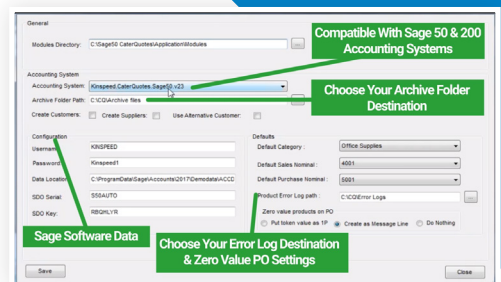 General
Modules Directory: C:\Sage50 CaterQuotes\Application\Modules ...
Compatible With Sage 50 & 200
Accounting Systems
Accounting System
Accounting System: Kinspeed.CaterQuotes.Sage50.v23
Archive Folder Path: C:\CQ\Archive files
Choose Your Archive Folder
Destination
Create Customers: Create Suppliers: Use Alternative Customer:
Configuration
Username KINSPEED
Password Kinspeed1
Data Location C:\ProgramData\Sage\Accounts\2017\Demodata\ACCD
SDO Serial: S50AUTO
SDO Key: RBQHLYR
Defaults
Default Category : Office Supplies
Default Sales Nominal : 4001
Default Purchase Nominal : 5001
Product Error Log path : C:\CQ\Error Logs ...
Zero value products on PO
Put token value as 1P Create as Message Line Do Nothing
Sage Software Data
Choose Your Error Log Destination
& Zero Value PO Settings
Save Close